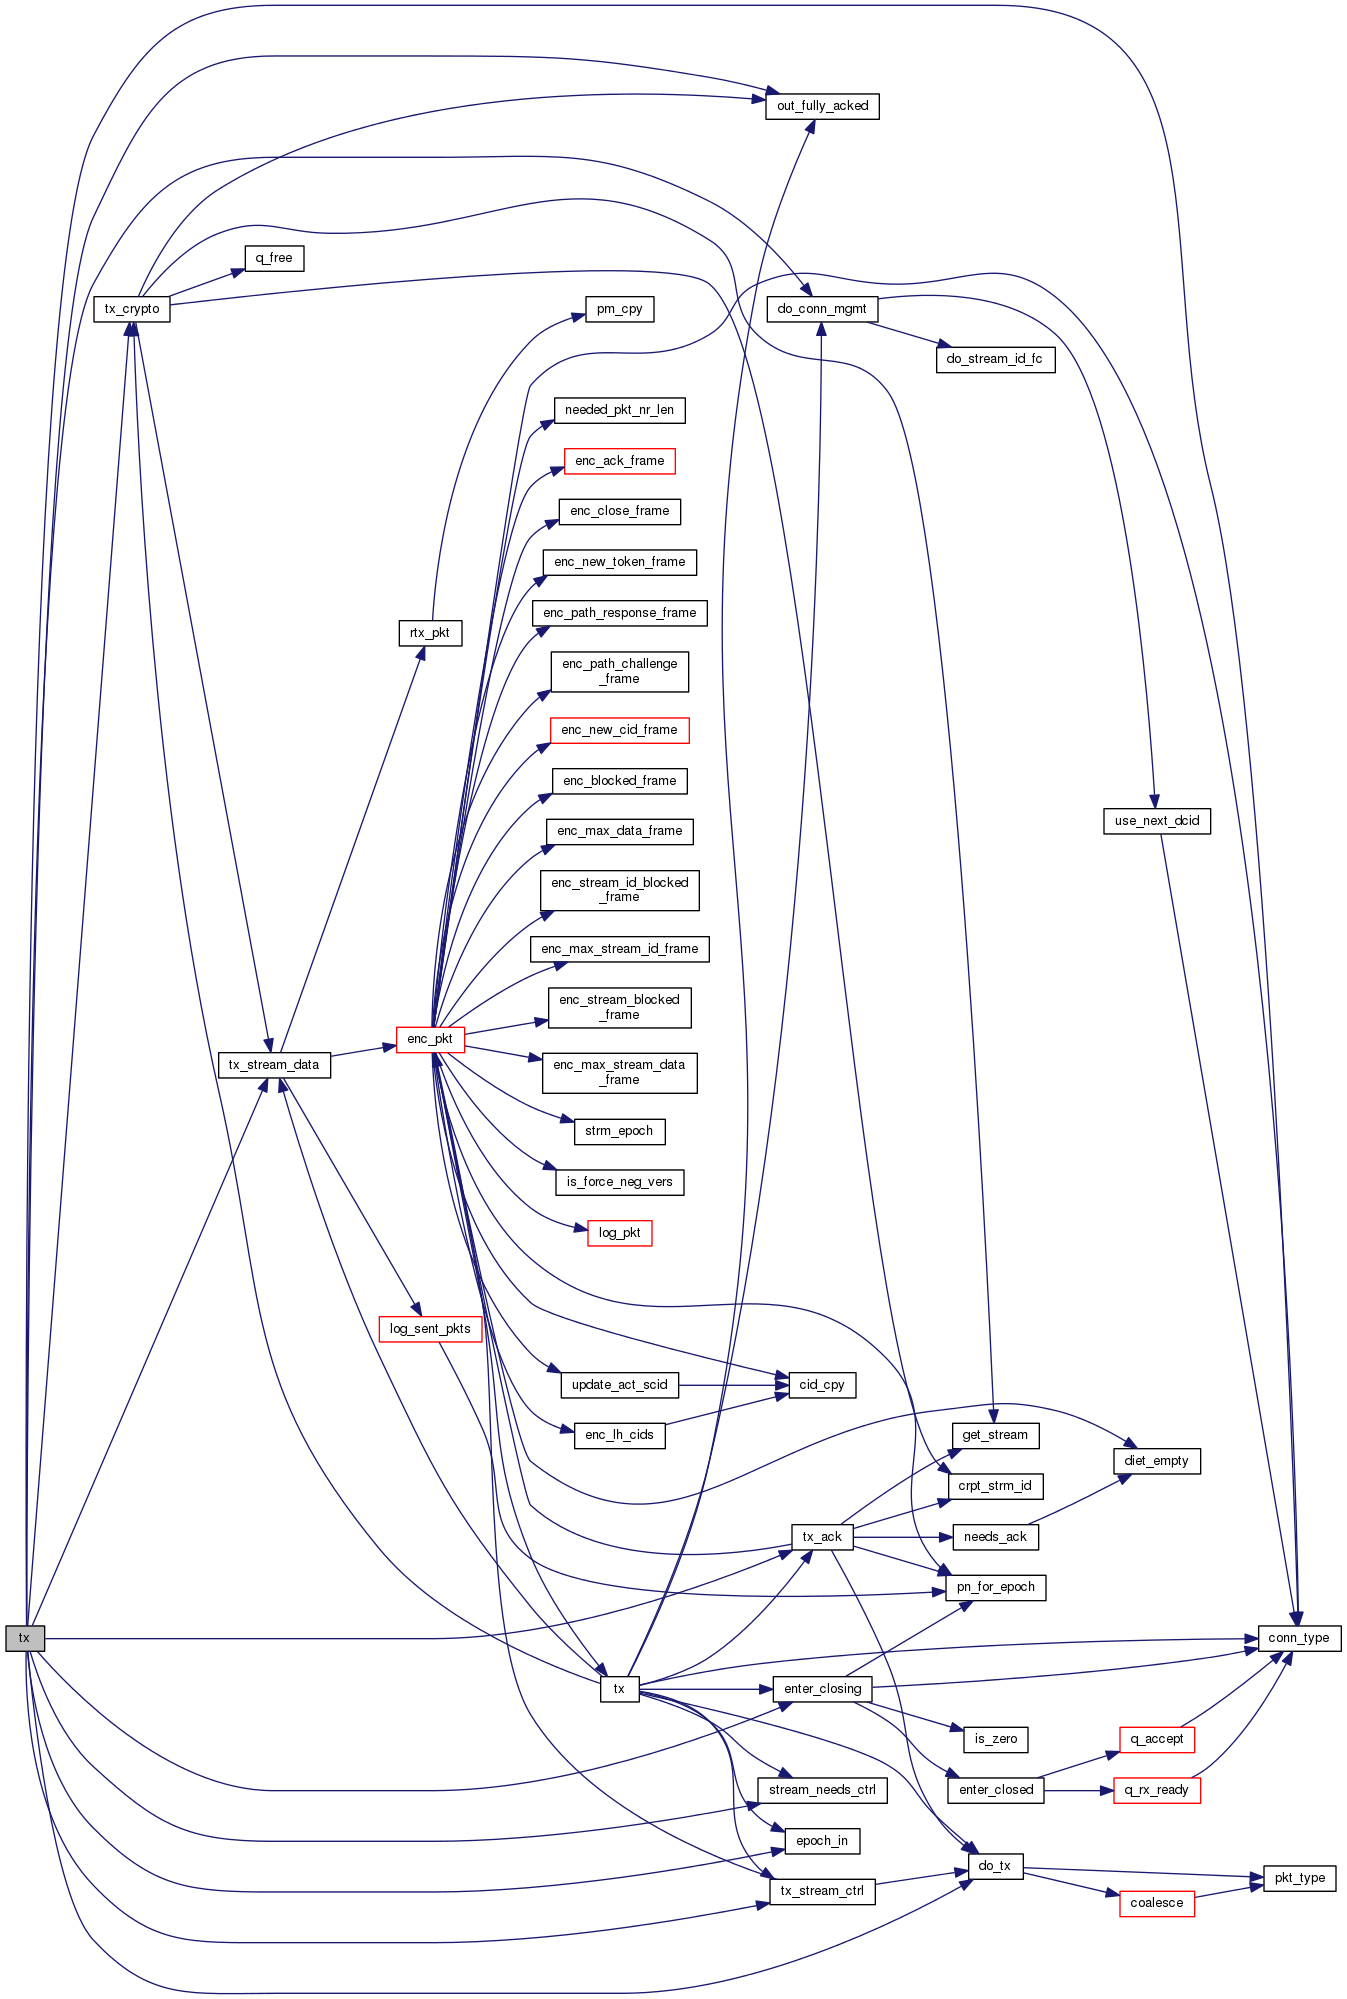 out_fully_acked
q_free
tx_crypto
pm_cpy
do_conn_mgmt
do_stream_id_fc
needed_pkt_nr_len
enc_ack_frame
enc_close_frame
enc_new_token_frame
enc_path_response_frame
rtx_pkt
enc_path_challenge
_frame
enc_new_cid_frame
enc_blocked_frame
use_next_dcid
enc_max_data_frame
enc_stream_id_blocked
_frame
enc_max_stream_id_frame
enc_stream_blocked
_frame
enc_pkt
tx_stream_data
enc_max_stream_data
_frame
strm_epoch
is_force_neg_vers
log_pkt
log_sent_pkts
update_act_scid
cid_cpy
enc_lh_cids
get_stream
diet_empty
crpt_strm_id
tx_ack
needs_ack
pn_for_epoch
tx
conn_type
tx
enter_closing
is_zero
q_accept
stream_needs_ctrl
enter_closed
q_rx_ready
epoch_in
do_tx
pkt_type
tx_stream_ctrl
coalesce